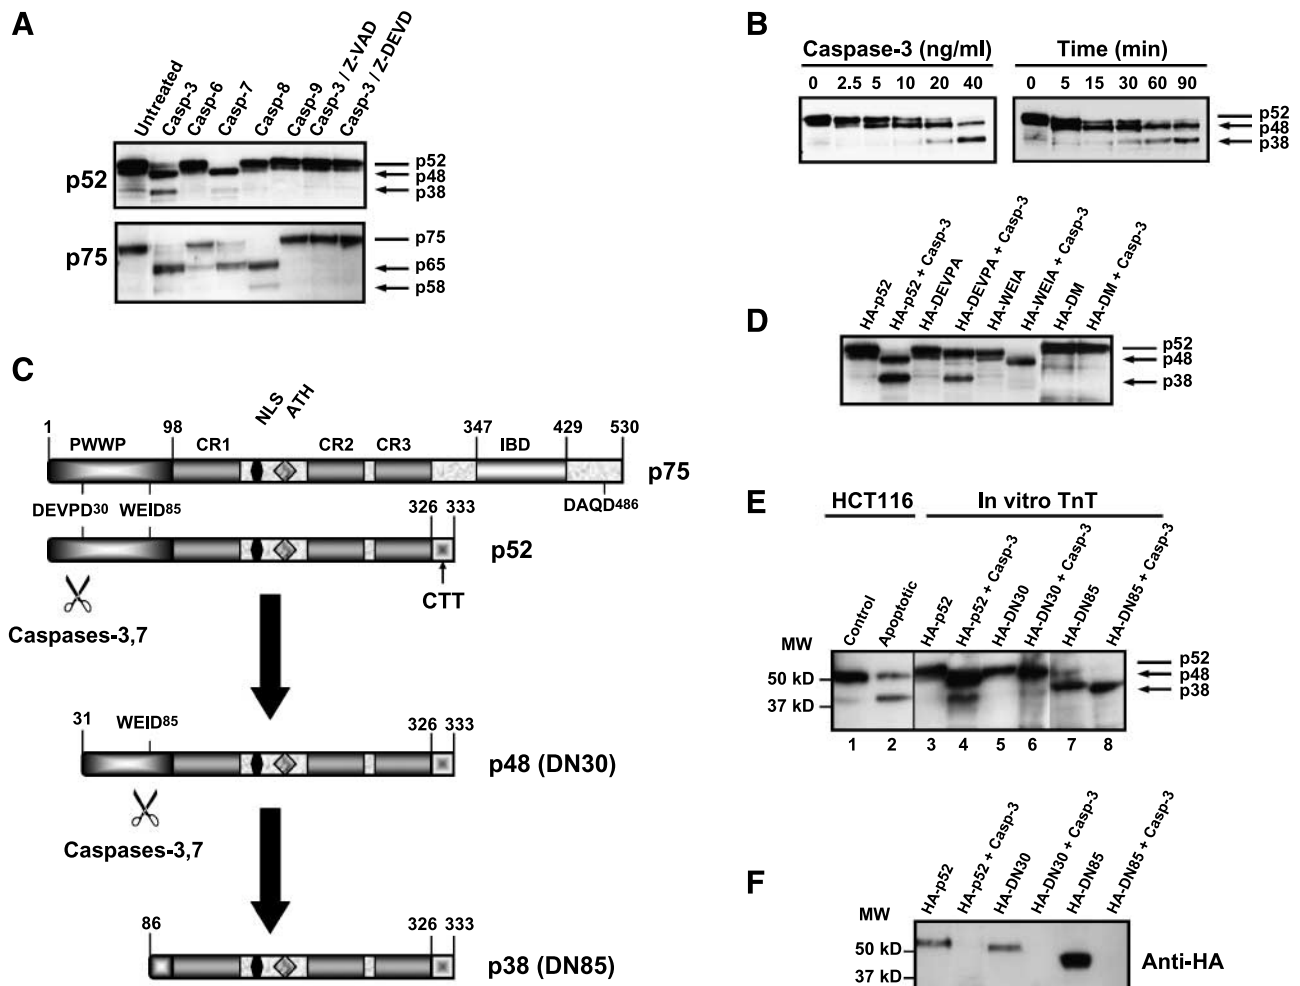 A
Untreated
Casp-3
Casp-6
Casp-7
Casp-8
Casp-9
Casp-3 / Z-VAD
Casp-3 / Z-DEVD
p52
p52
p48
p38
p75
p75
p65
p58
B
Caspase-3 (ng/ml)
Time (min)
0 2.5 5 10 20 40
0 5 15 30 60 90
p52
p48
p38
D
HA-p52
HA-p52 + Casp-3
HA-DEVPA
HA-DEVPA + Casp-3
HA-WEIA
HA-WEIA + Casp-3
HA-DM
HA-DM + Casp-3
p52
p48
p38
C
NLS
ATH
1 98 347 429 530
PWWP CR1 CR2 CR3 IBD
p75
DEVPD30 WEID85 DAQD486
326 333
p52
CTT
Caspases-3,7
31 WEID85 326 333
p48 (DN30)
Caspases-3,7
86 326 333
p38 (DN85)
E
HCT116
In vitro TnT
Control
Apoptotic
HA-p52
HA-p52 + Casp-3
HA-DN30
HA-DN30 + Casp-3
HA-DN85
HA-DN85 + Casp-3
MW
50 kD
37 kD
p52
p48
p38
1 2 3 4 5 6 7 8
F
HA-p52
HA-p52 + Casp-3
HA-DN30
HA-DN30 + Casp-3
HA-DN85
HA-DN85 + Casp-3
MW
50 kD
37 kD
Anti-HA